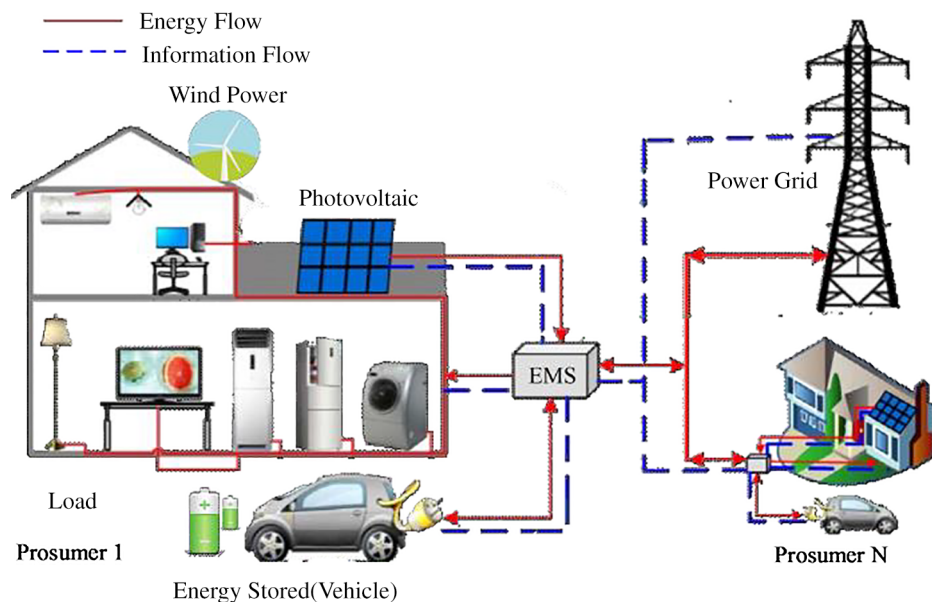 Energy Flow
Information Flow
Wind Power
Photovoltaic
Power Grid
EMS
Load
Prosumer 1
Energy Stored(Vehicle)
Prosumer N